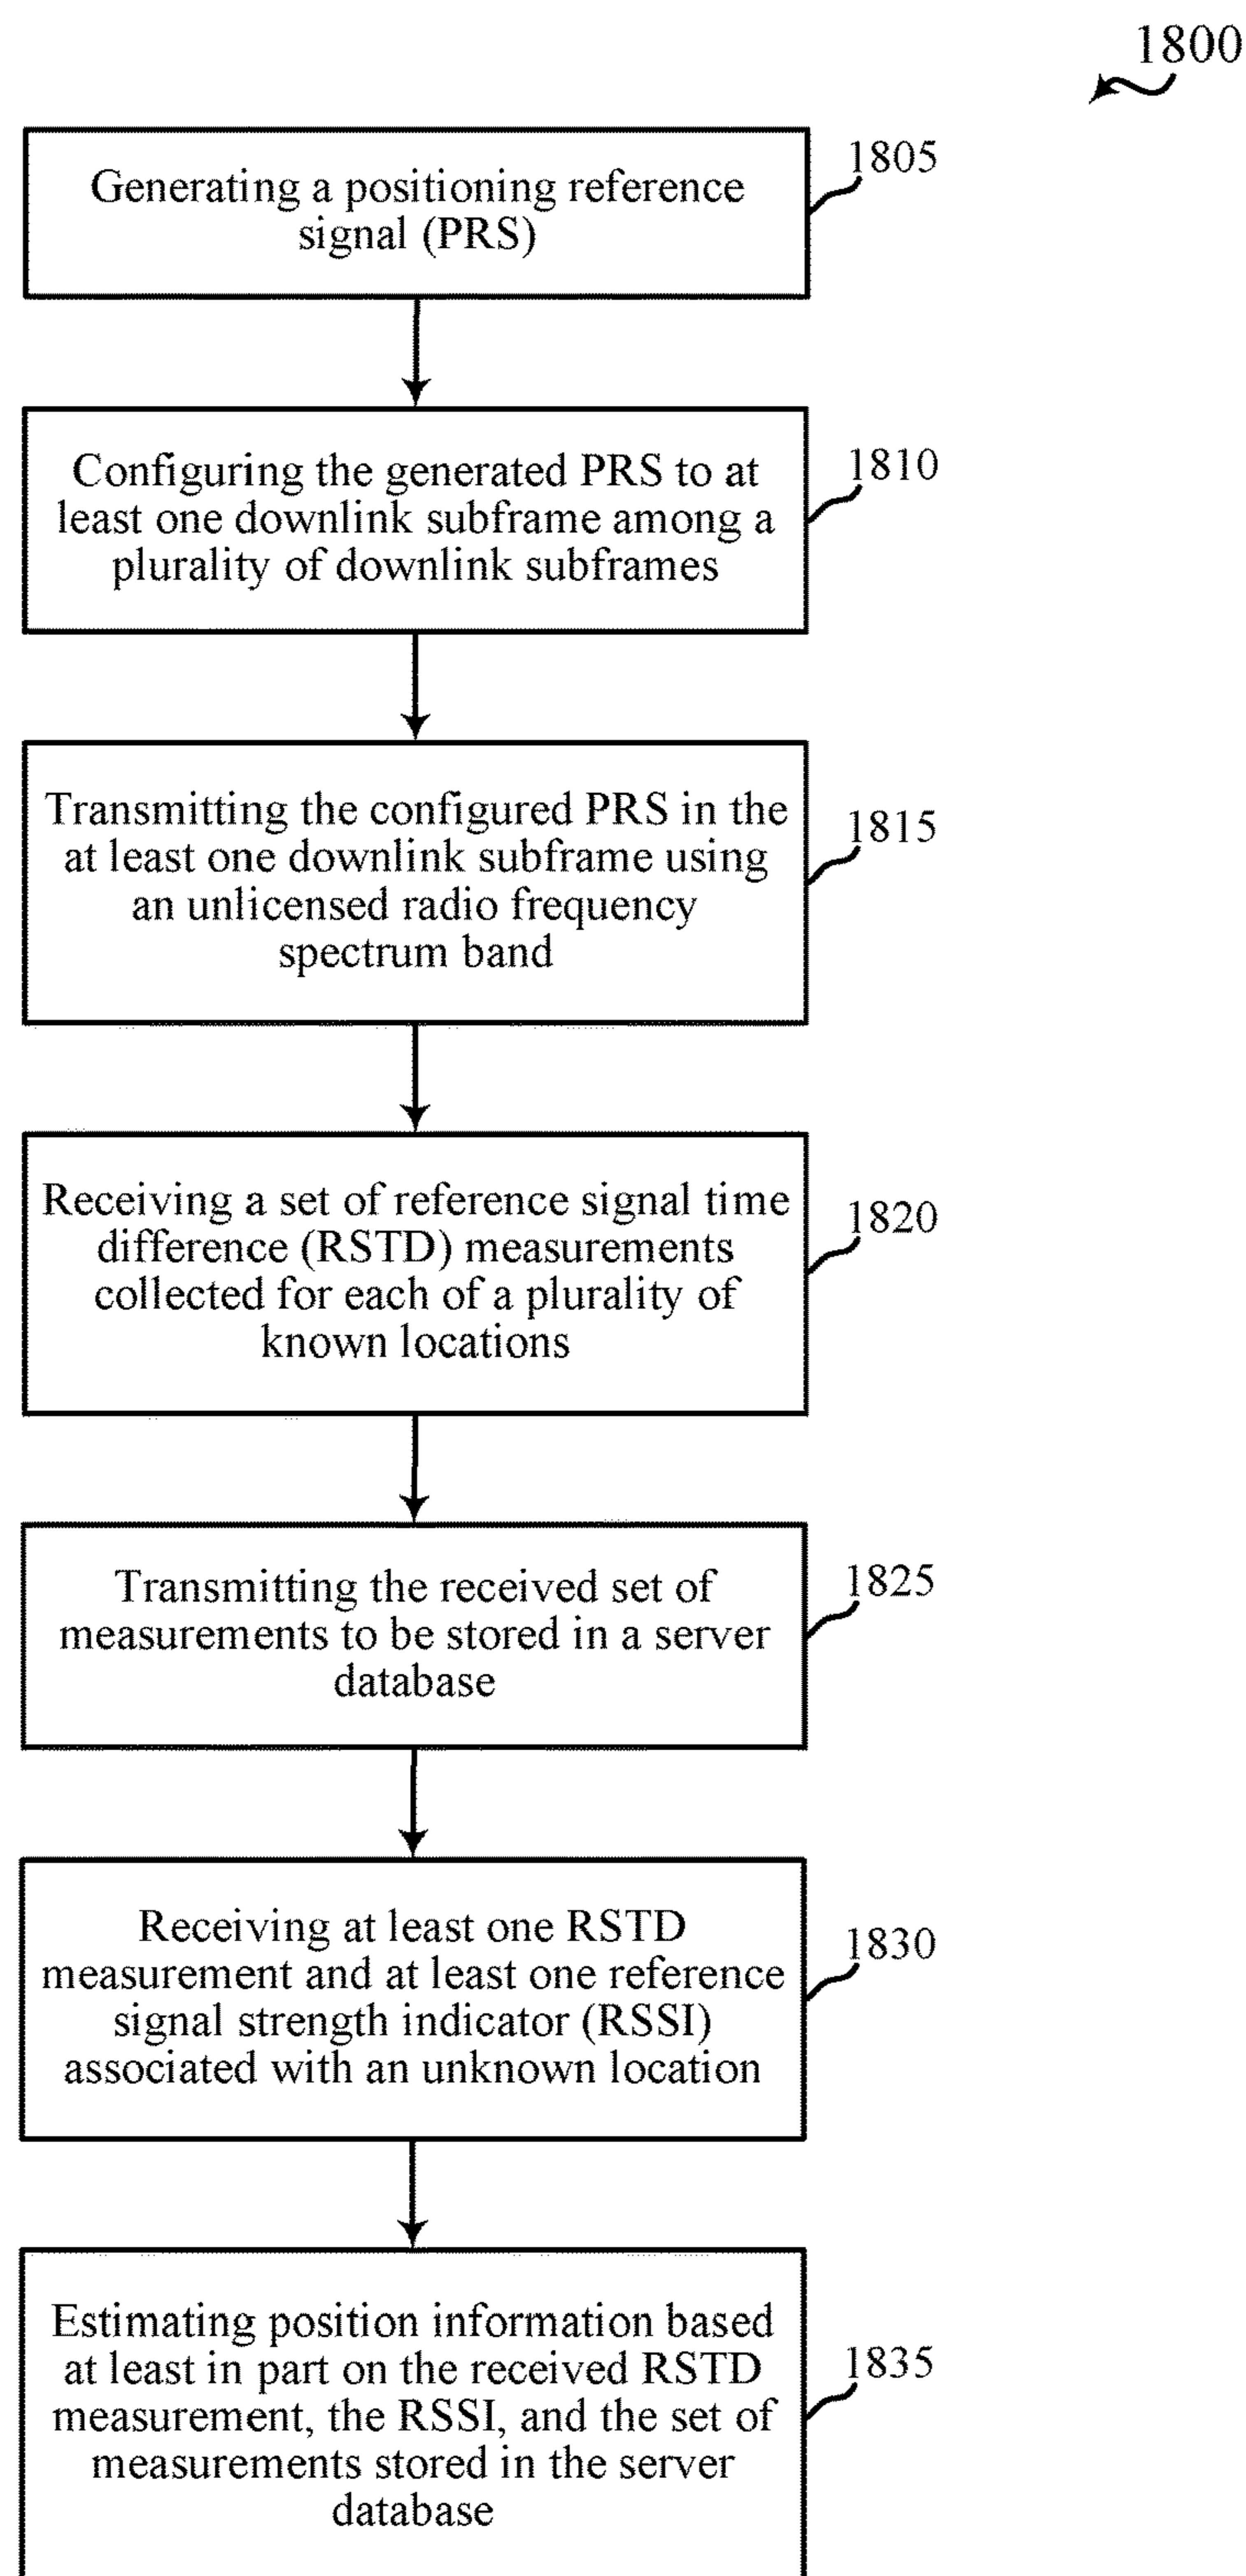 1800
Generating a positioning reference
signal (PRS)
1805
Configuring the generated PRS to at
least one downlink subframe among a
plurality of downlink subframes
1810
Transmitting the configured PRS in the
at least one downlink subframe using
an unlicensed radio frequency
spectrum band
1815
Receiving a set of reference signal time
difference (RSTD) measurements
collected for each of a plurality of
known locations
1820
Transmitting the received set of
measurements to be stored in a server
database
1825
Receiving at least one RSTD
measurement and at least one reference
signal strength indicator (RSSI)
associated with an unknown location
1830
Estimating position information based
at least in part on the received RSTD
measurement, the RSSI, and the set of
measurements stored in the server
database
1835